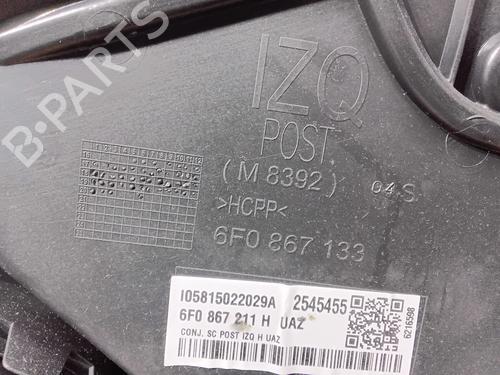 B-PARTS
IZQ
POST
(M 8392)
04 S
>HCPP<
6F0 867 133
I05815022029A 2545455
6F0 867 211 H UAZ
CONJ. SC POST IZQ H UAZ
6216598